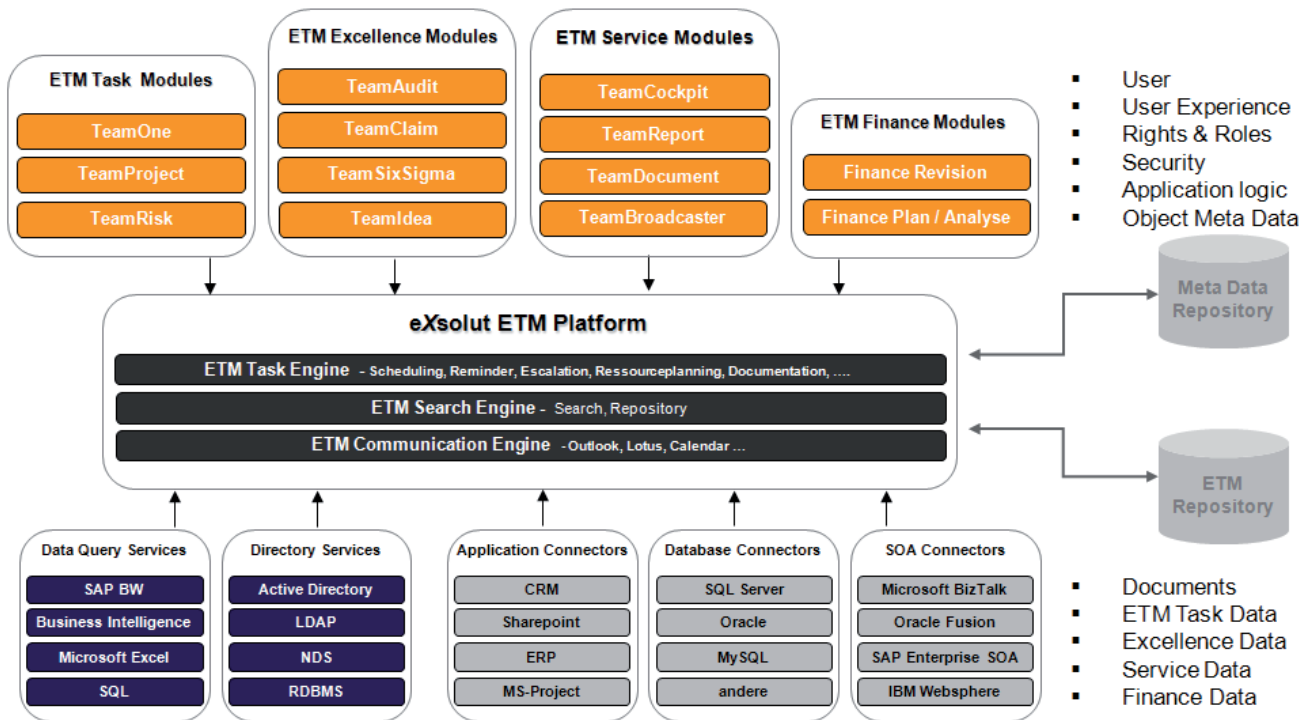 ETM Task Modules
TeamOne
TeamProject
TeamRisk
ETM Excellence Modules
TeamAudit
TeamClaim
TeamSixSigma
TeamIdea
ETM Service Modules
TeamCockpit
TeamReport
TeamDocument
TeamBroadcaster
ETM Finance Modules
Finance Revision
Finance Plan / Analyse
▪ User
▪ User Experience
▪ Rights & Roles
▪ Security
▪ Application logic
▪ Object Meta Data
Meta Data
Repository
eXsolut ETM Platform
ETM Task Engine - Scheduling, Reminder, Escalation, Ressourceplanning, Documentation, ....
ETM Search Engine - Search, Repository
ETM Communication Engine -Outlook, Lotus, Calendar ...
ETM
Repository
Data Query Services
SAP BW
Business Intelligence
Microsoft Excel
SQL
Directory Services
Active Directory
LDAP
NDS
RDBMS
Application Connectors
CRM
Sharepoint
ERP
MS-Project
Database Connectors
SQL Server
Oracle
MySQL
andere
SOA Connectors
Microsoft BizTalk
Oracle Fusion
SAP Enterprise SOA
IBM Websphere
▪ Documents
▪ ETM Task Data
▪ Excellence Data
▪ Service Data
▪ Finance Data